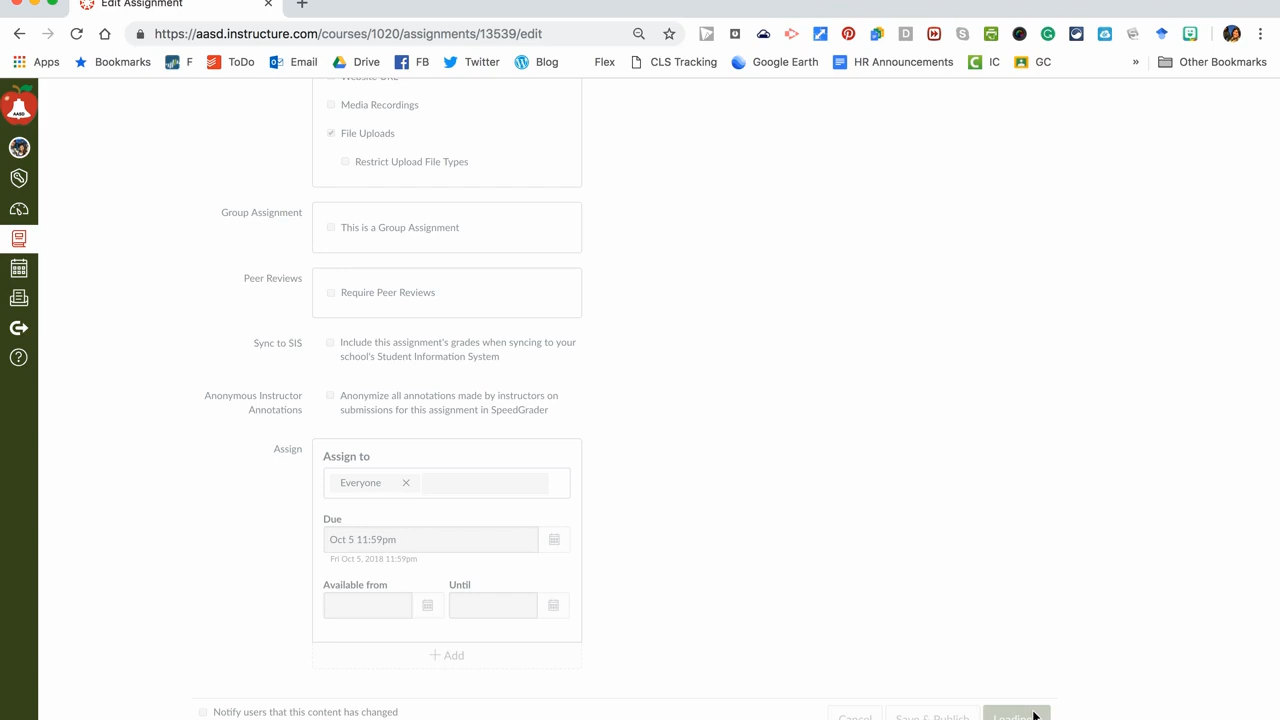 Edit Assignment
https://aasd.instructure.com/courses/1020/assignments/13539/edit
Apps Bookmarks F ToDo Email Drive FB Twitter Blog Flex CLS Tracking Google Earth HR Announcements IC GC » Other Bookmarks
AASD
Website URL
Media Recordings
File Uploads
Restrict Upload File Types
Group Assignment
This is a Group Assignment
Peer Reviews
Require Peer Reviews
Sync to SIS
Include this assignment's grades when syncing to your
school's Student Information System
Anonymous Instructor
Annotations
Anonymize all annotations made by instructors on
submissions for this assignment in SpeedGrader
Assign
Assign to
Everyone
Due
Oct 5 11:59pm
Fri Oct 5, 2018 11:59pm
Available from Until
+ Add
Notify users that this content has changed
Cancel Save & Publish Loading